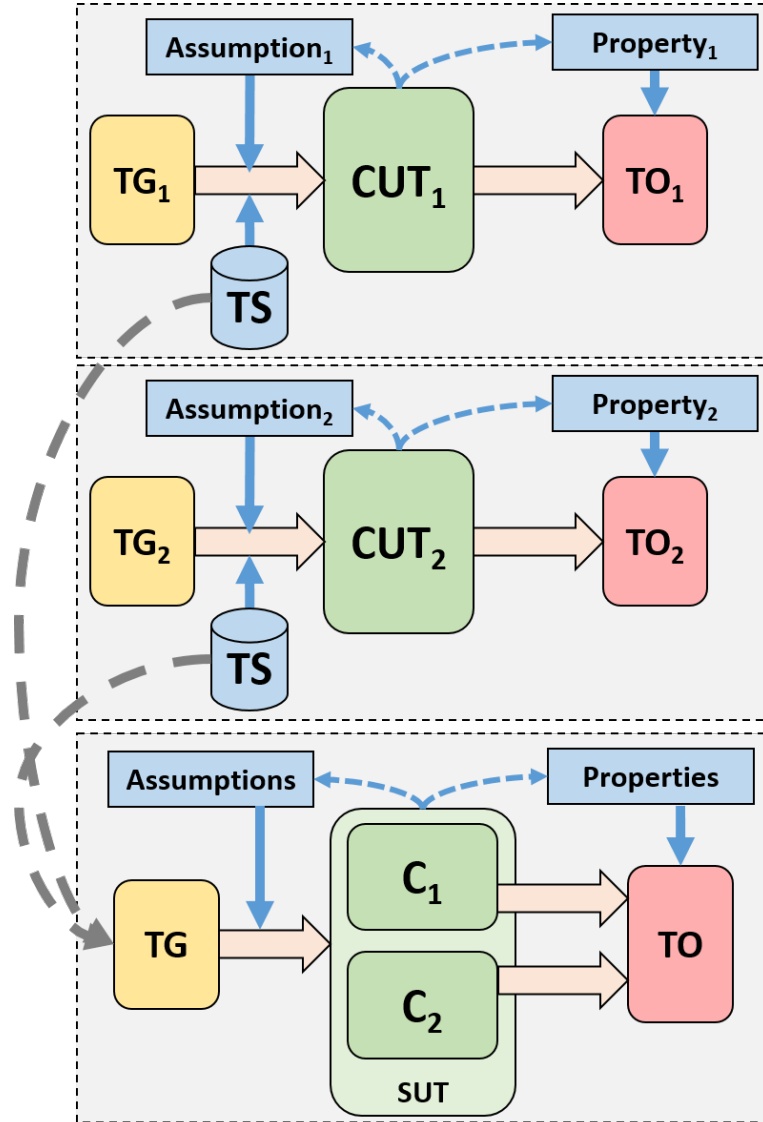 Assumption₁
Property₁
TG₁
CUT₁
TO₁
TS
Assumption₂
Property₂
TG₂
CUT₂
TO₂
TS
Assumptions
Properties
C₁
TG
TO
C₂
SUT